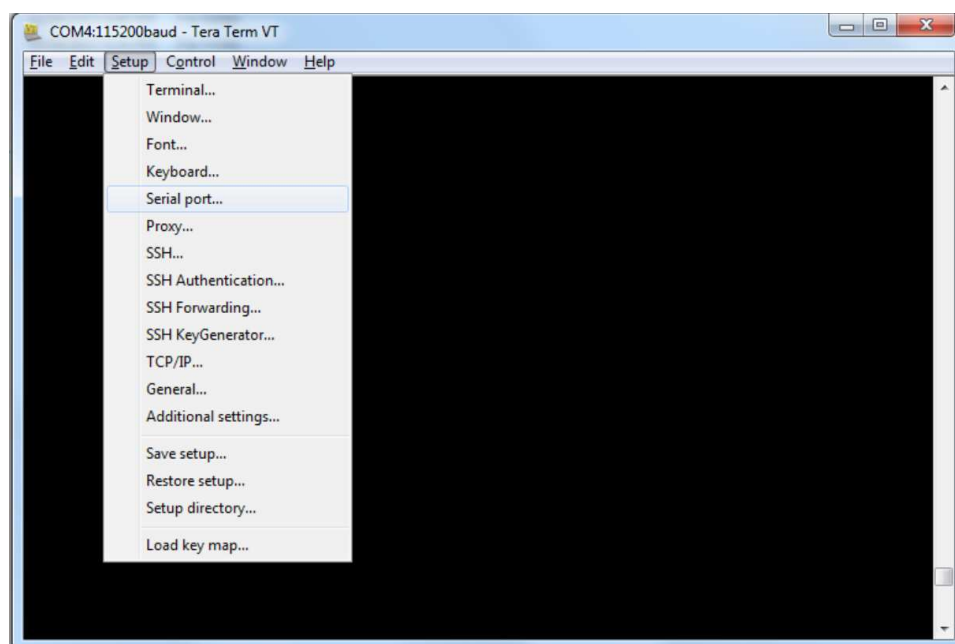 COM4:115200baud - Tera Term VT
File Edit Setup Control Window Help
Terminal...
Window...
Font...
Keyboard...
Serial port...
Proxy...
SSH...
SSH Authentication...
SSH Forwarding...
SSH KeyGenerator...
TCP/IP...
General...
Additional settings...
Save setup...
Restore setup...
Setup directory...
Load key map...